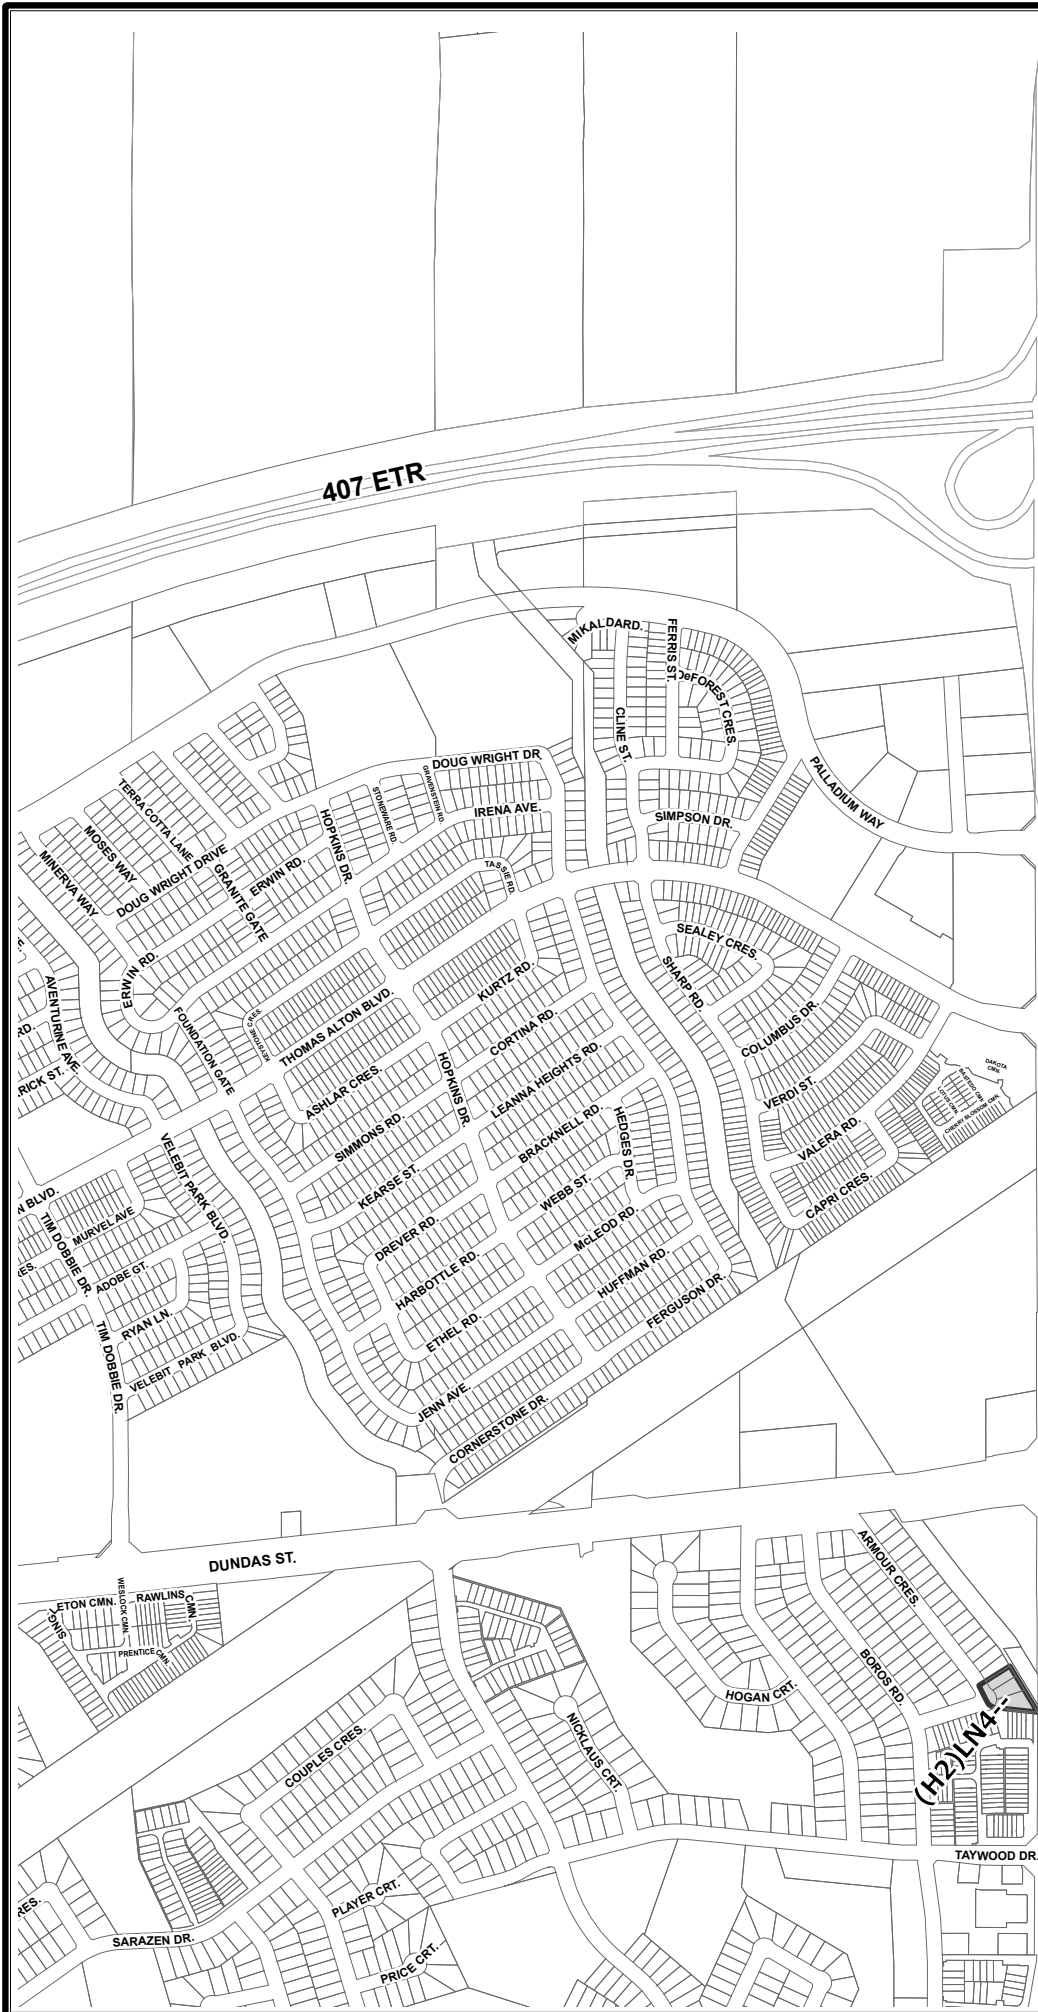 407 ETR
MIKALDARD.
FERRIS ST.
DeFOREST CRES.
CLINE ST.
DOUG WRIGHT DR
GRAVENSTEIN RD.
STONEWARE RD.
HOPKINS DR.
IRENA AVE.
SIMPSON DR.
PALLADIUM WAY
TERRA COTTA LANE
MOSES WAY
MINERVA WAY
DOUG WRIGHT DRIVE
GRANITE GATE
ERWIN RD.
TASSIE RD.
ERWIN RD.
SEALEY CRES.
SHARP RD.
KURTZ RD.
AVENTURINE AVE.
RD.
RICK ST.
FOUNDATION GATE
KEYSTONE CRES.
THOMAS ALTON BLVD.
CORTINA RD.
COLUMBUS DR.
ASHLAR CRES.
HOPKINS DR.
LEANNA HEIGHTS RD.
VERDI ST.
DAKOTA
CMN.
LOTUS CMN.
CHERRY BLOSSOM CMN.
SIMMONS RD.
BRACKNELL RD.
HEDGES DR.
VALERA RD.
VELEBIT PARK BLVD.
KEARSE ST.
WEBB ST.
CAPRI CRES.
N BLVD.
MURVEL AVE
TIM DOBBIE DR.
DREVER RD.
McLEOD RD.
RES.
ADOBE GT.
HARBOTTLE RD.
HUFFMAN RD.
RYAN LN.
ETHEL RD.
FERGUSON DR.
TIM DOBBIE DR.
VELEBIT PARK BLVD.
JENN AVE.
CORNERSTONE DR.
DUNDAS ST.
ARMOUR CRES.
ETON CMN.
WESLOCK CMN.
RAWLINS CMN.
SING
PRENTICE CMN.
BOROS RD.
HOGAN CRT.
(H2)LN4--
COUPLES CRES.
NICKLAUS CRT.
TAYWOOD DR.
PLAYER CRT.
RES.
SARAZEN DR.
PRICE CRT.